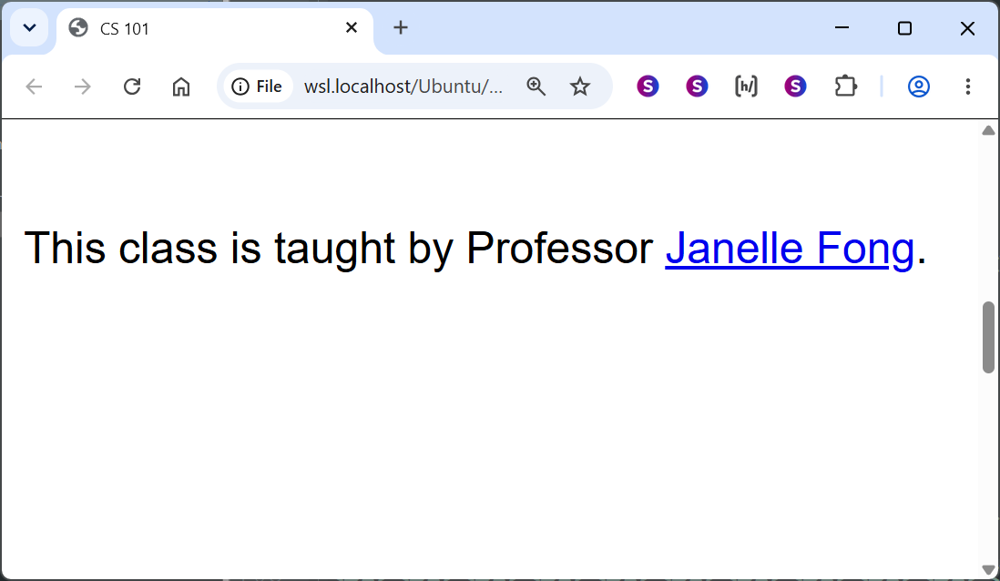 CS 101
File wsl.localhost/Ubuntu/... S S [h/] S
This class is taught by Professor Janelle Fong.